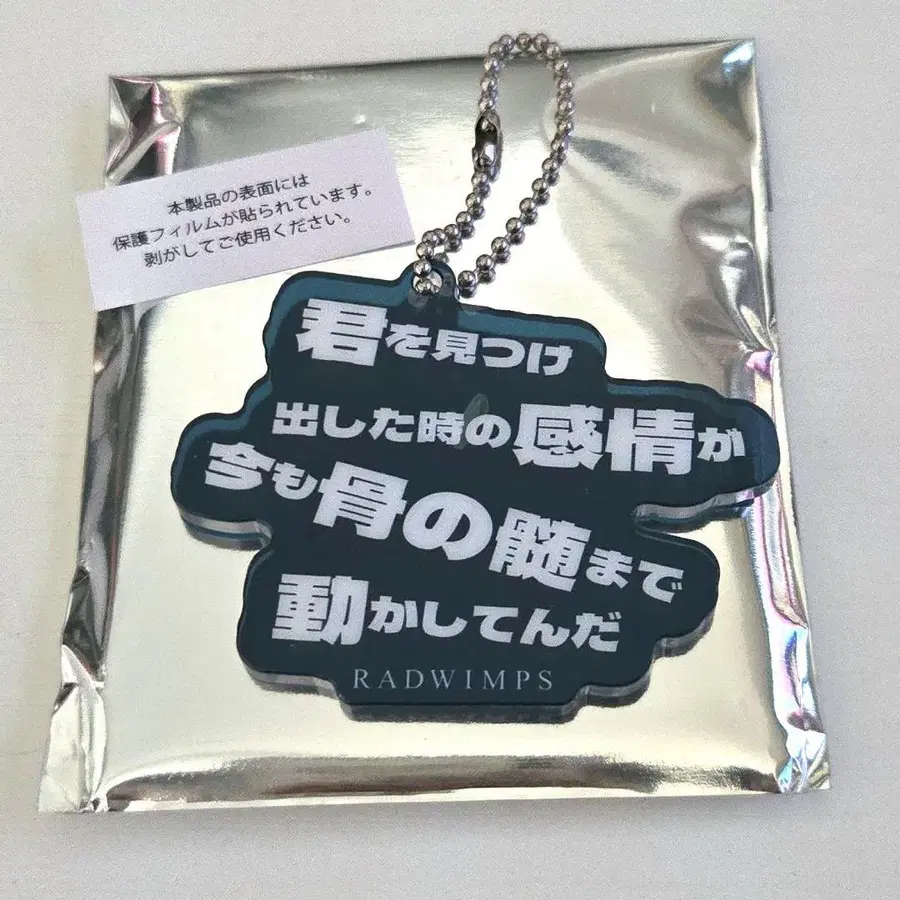 本製品の表面には
保護フィルムが貼られています。
剥がしてご使用ください。
君を見つけ
出した時の感情が
今も骨の髄まで
動かしてんだ
RADWIMPS